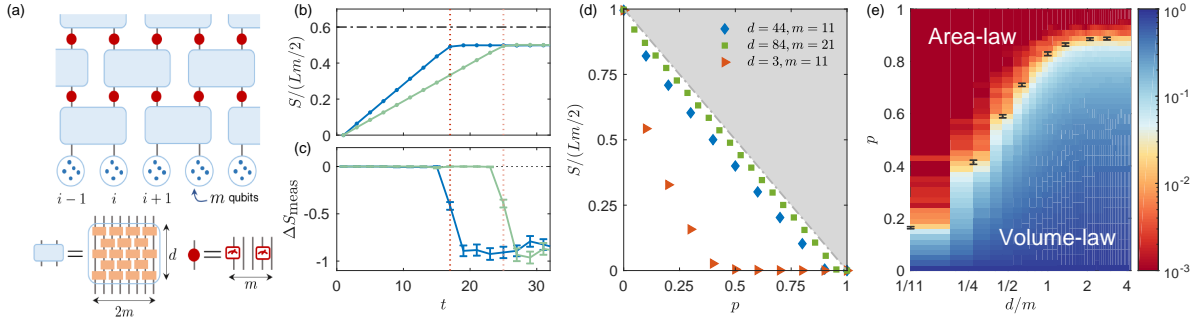 (a)
i − 1
i
i + 1
m qubits
=
d
2m
=
m
(b)
S/(Lm/2)
0.6
0.4
0.2
0
0
10
20
30
(c)
ΔS_meas
0
-0.5
-1
0
10
20
30
t
(d)
S/(Lm/2)
1
0.75
0.5
0.25
0
0
0.25
0.5
0.75
1
p
d = 44, m = 11
d = 84, m = 21
d = 3, m = 11
(e)
p
1
0.8
0.6
0.4
0.2
0
Area-law
Volume-law
1/11
1/4
1/2
1
2
4
d/m
10^0
10^-1
10^-2
10^-3